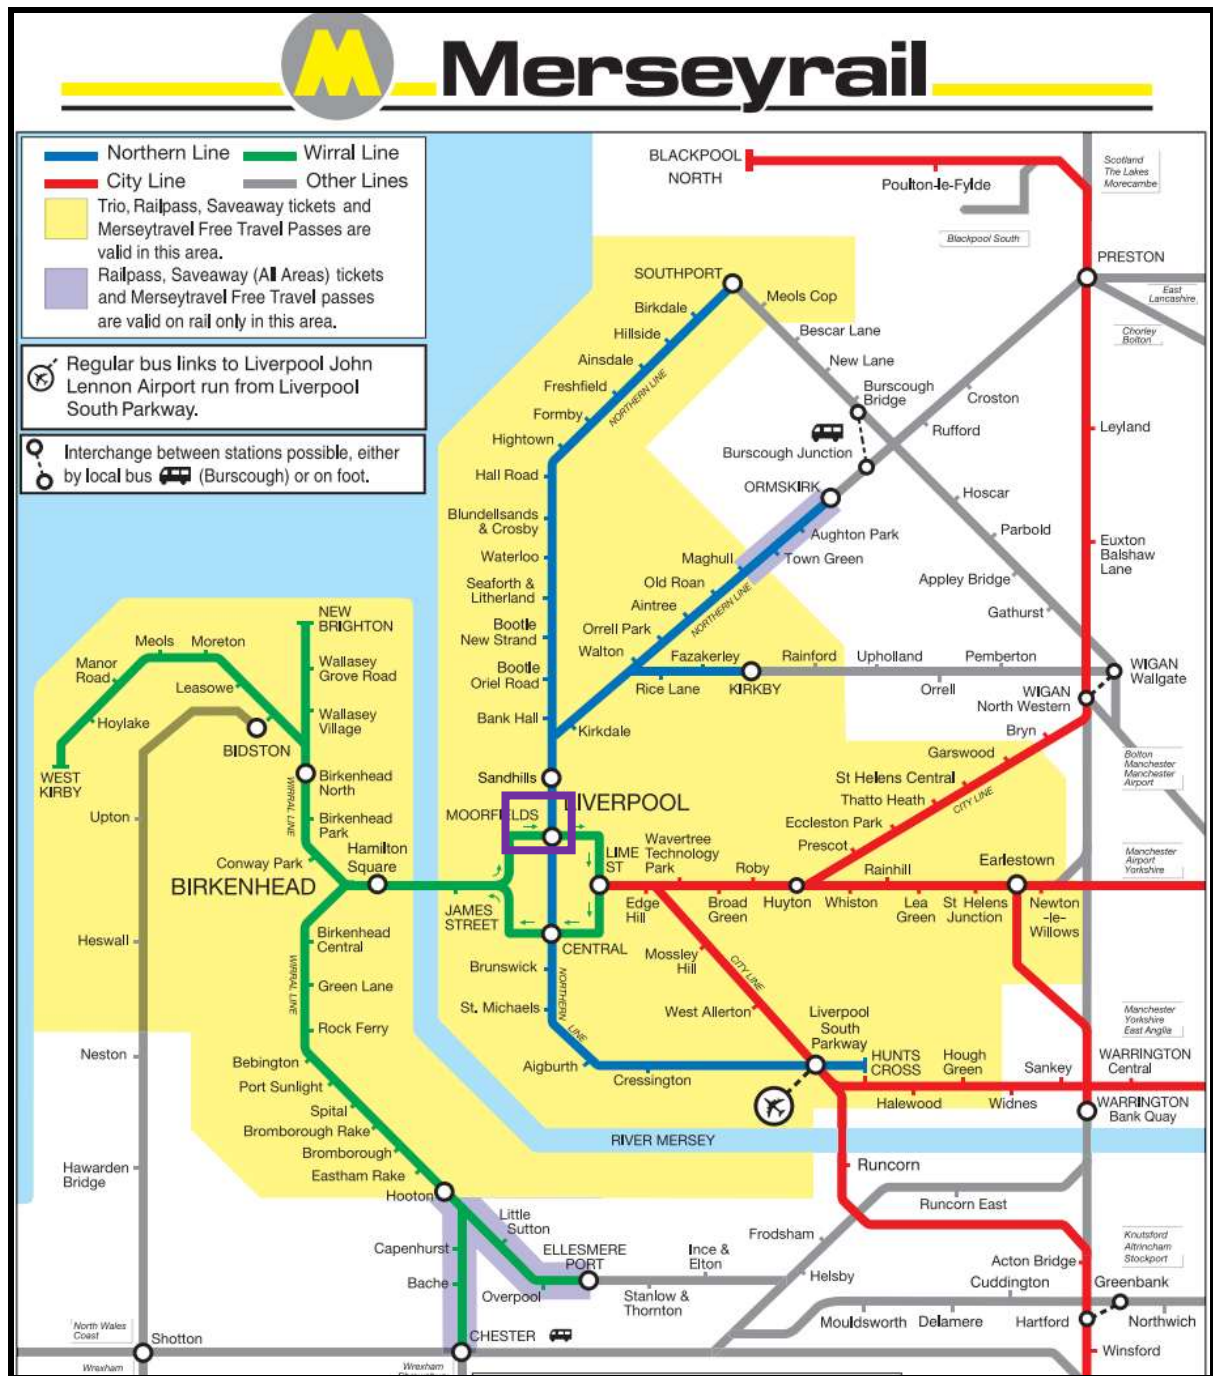 Merseyrail
Northern Line
Wirral Line
City Line
Other Lines
Trio, Railpass, Saveaway tickets and
Merseytravel Free Travel Passes are
valid in this area.
Railpass, Saveaway (All Areas) tickets
and Merseytravel Free Travel passes
are valid on rail only in this area.
Regular bus links to Liverpool John
Lennon Airport run from Liverpool
South Parkway.
Interchange between stations possible, either
by local bus (Burscough) or on foot.
BLACKPOOL
NORTH
Poulton-le-Fylde
Blackpool South
Scotland
The Lakes
Morecambe
PRESTON
East
Lancashire
Chorley
Bolton
SOUTHPORT
Meols Cop
Birkdale
Bescar Lane
Hillside
New Lane
Ainsdale
Burscough
Bridge
Freshfield
Croston
Formby
NORTHERN LINE
Rufford
Leyland
Hightown
Burscough Junction
Hall Road
ORMSKIRK
Hoscar
Blundellsands
& Crosby
Aughton Park
Parbold
Euxton
Balshaw
Lane
Waterloo
Maghull
Town Green
Seaforth &
Litherland
Old Roan
Appley Bridge
Aintree
NORTHERN LINE
Gathurst
Bootle
New Strand
Orrell Park
Walton
Fazakerley
Rainford
Upholland
Pemberton
WIGAN
Wallgate
Bootle
Oriel Road
Rice Lane
KIRKBY
Orrell
WIGAN
North Western
Bank Hall
Kirkdale
Bryn
Garswood
Bolton
Manchester
Manchester
Airport
Sandhills
St Helens Central
LIVERPOOL
Thatto Heath
CITY LINE
MOORFIELDS
Eccleston Park
Prescot
NEW
BRIGHTON
Meols
Moreton
Manor
Road
Wallasey
Grove Road
Leasowe
Hoylake
Wallasey
Village
BIDSTON
WEST
KIRBY
Birkenhead
North
WIRRAL LINE
Upton
Birkenhead
Park
Conway Park
Hamilton
Square
BIRKENHEAD
JAMES
STREET
LIME
ST
Wavertree
Technology
Park
Roby
Rainhill
Earlestown
Manchester
Airport
Yorkshire
Edge
Hill
Broad
Green
Huyton
Whiston
Lea
Green
St Helens
Junction
Newton
-le-
Willows
Heswall
Birkenhead
Central
CENTRAL
Mossley
Hill
CITY LINE
WIRRAL LINE
Green Lane
Brunswick
NORTHERN
LINE
St. Michaels
West Allerton
Liverpool
South
Parkway
Manchester
Yorkshire
East Anglia
Rock Ferry
Neston
Bebington
Aigburth
Cressington
HUNTS
CROSS
Hough
Green
Sankey
WARRINGTON
Central
Port Sunlight
Halewood
Widnes
WARRINGTON
Bank Quay
Spital
Bromborough Rake
RIVER MERSEY
Bromborough
Hawarden
Bridge
Eastham Rake
Runcorn
Hooton
Runcorn East
Little
Sutton
Frodsham
Capenhurst
ELLESMERE
PORT
Ince &
Elton
Knutsford
Altrincham
Stockport
Acton Bridge
Bache
Overpool
Stanlow &
Thornton
Helsby
Cuddington
Greenbank
Mouldsworth
Delamere
Hartford
Northwich
North Wales
Coast
Shotton
CHESTER
Winsford
Wrexham
Wrexham